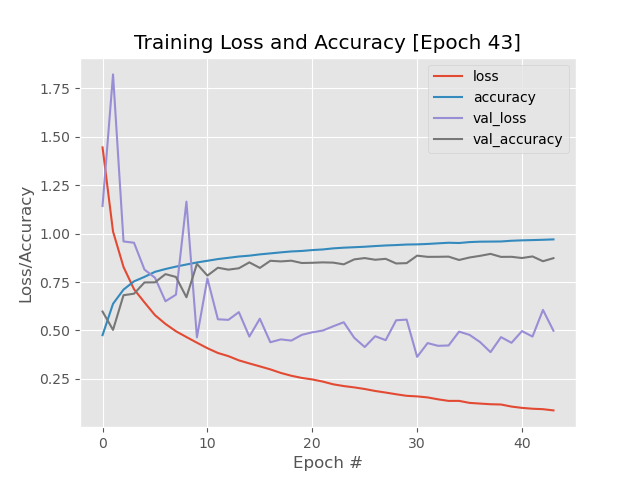 Training Loss and Accuracy [Epoch 43]
loss
accuracy
val_loss
val_accuracy
1.75
1.50
1.25
1.00
0.75
0.50
0.25
Loss/Accuracy
0 10 20 30 40
Epoch #